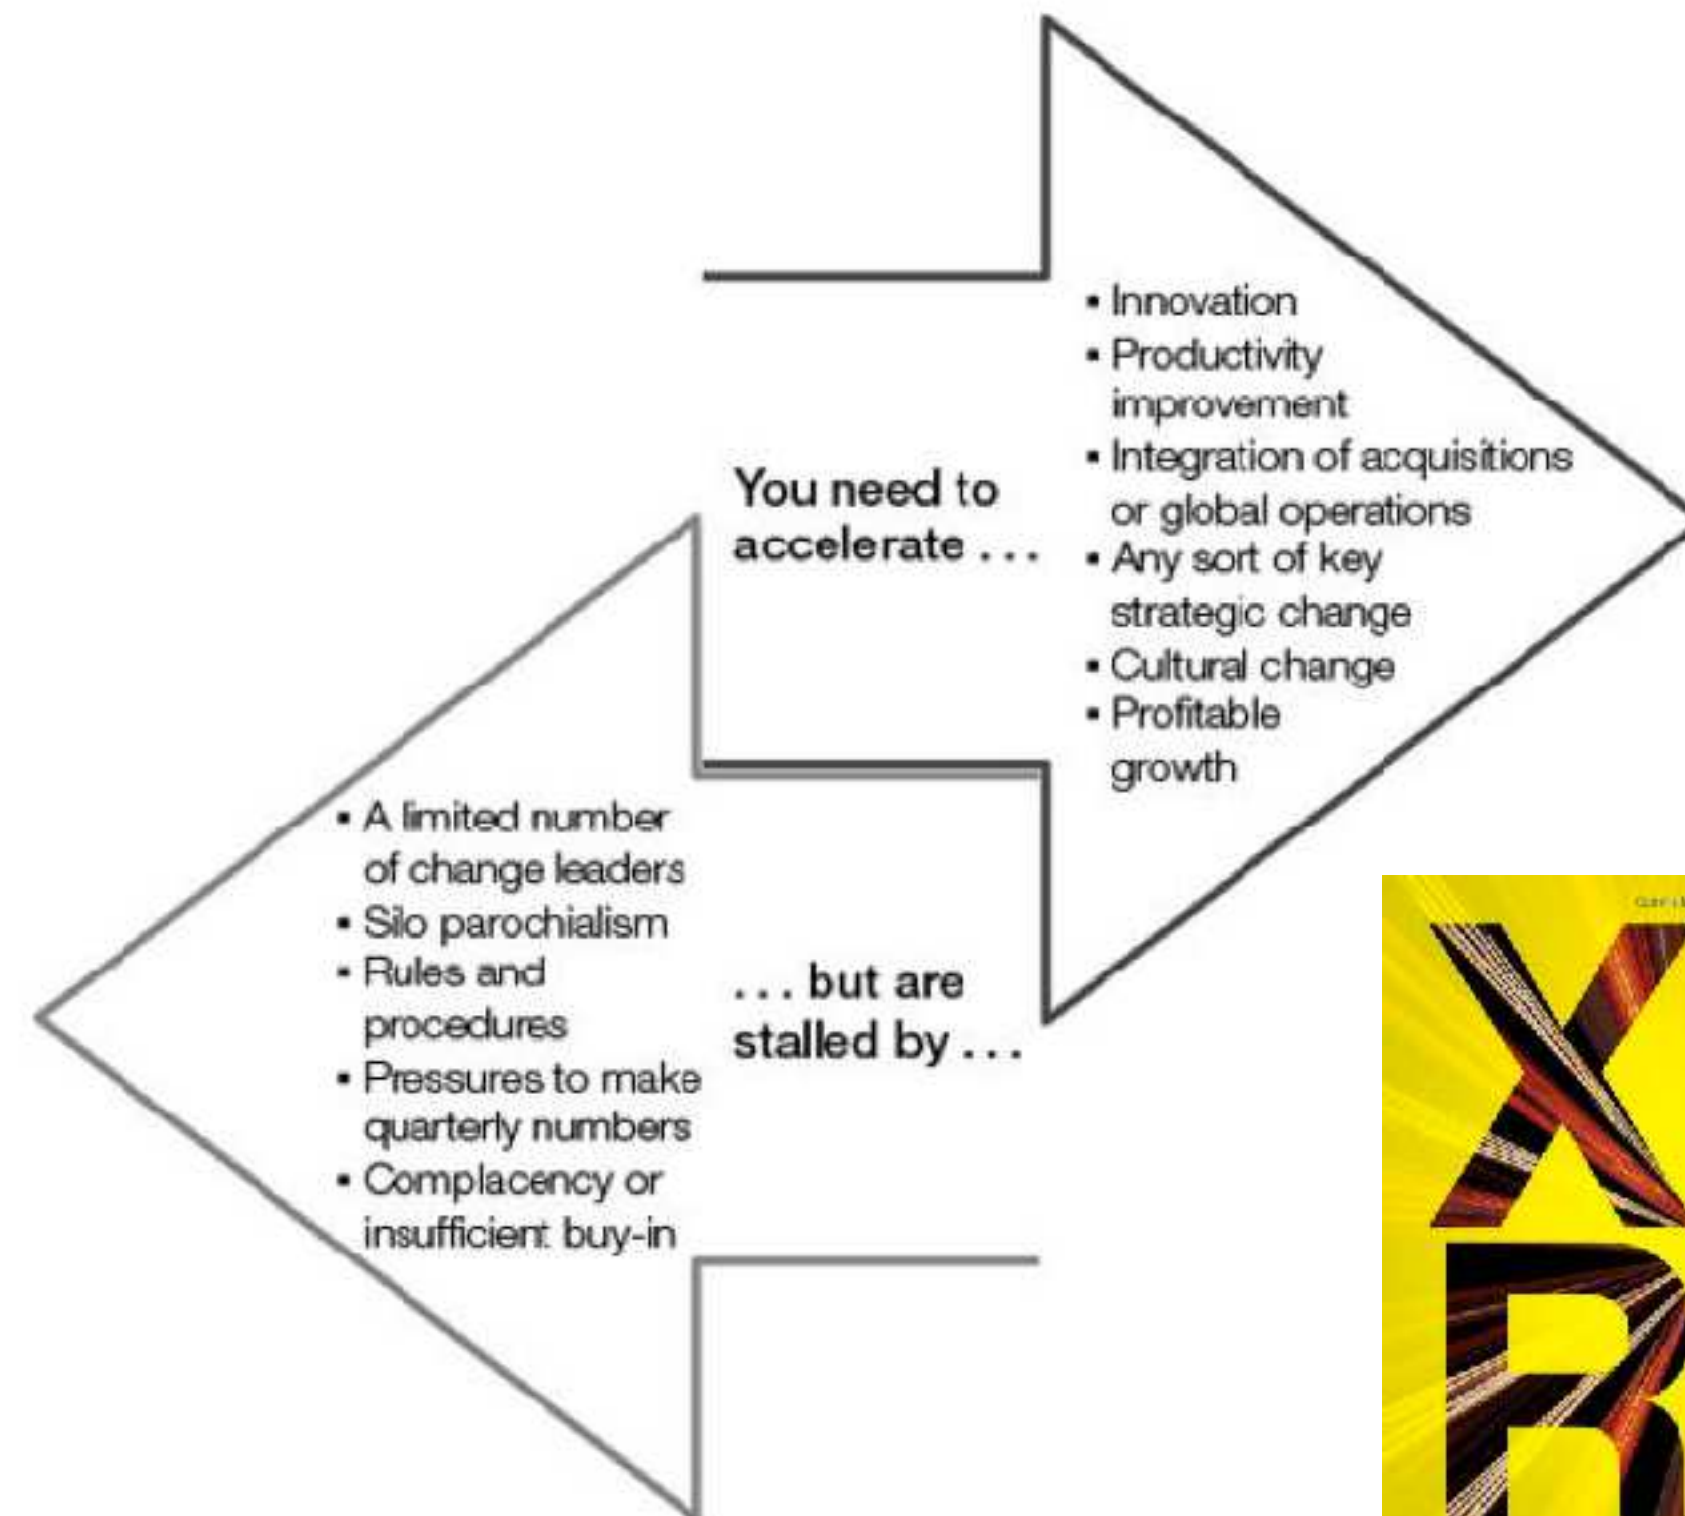 You need to
accelerate . . .
▪ Innovation
▪ Productivity
improvement
▪ Integration of acquisitions
or global operations
▪ Any sort of key
strategic change
▪ Cultural change
▪ Profitable
growth
▪ A limited number
of change leaders
▪ Silo parochialism
▪ Rules and
procedures
▪ Pressures to make
quarterly numbers
▪ Complacency or
insufficient buy-in
. . . but are
stalled by . . .
X
R